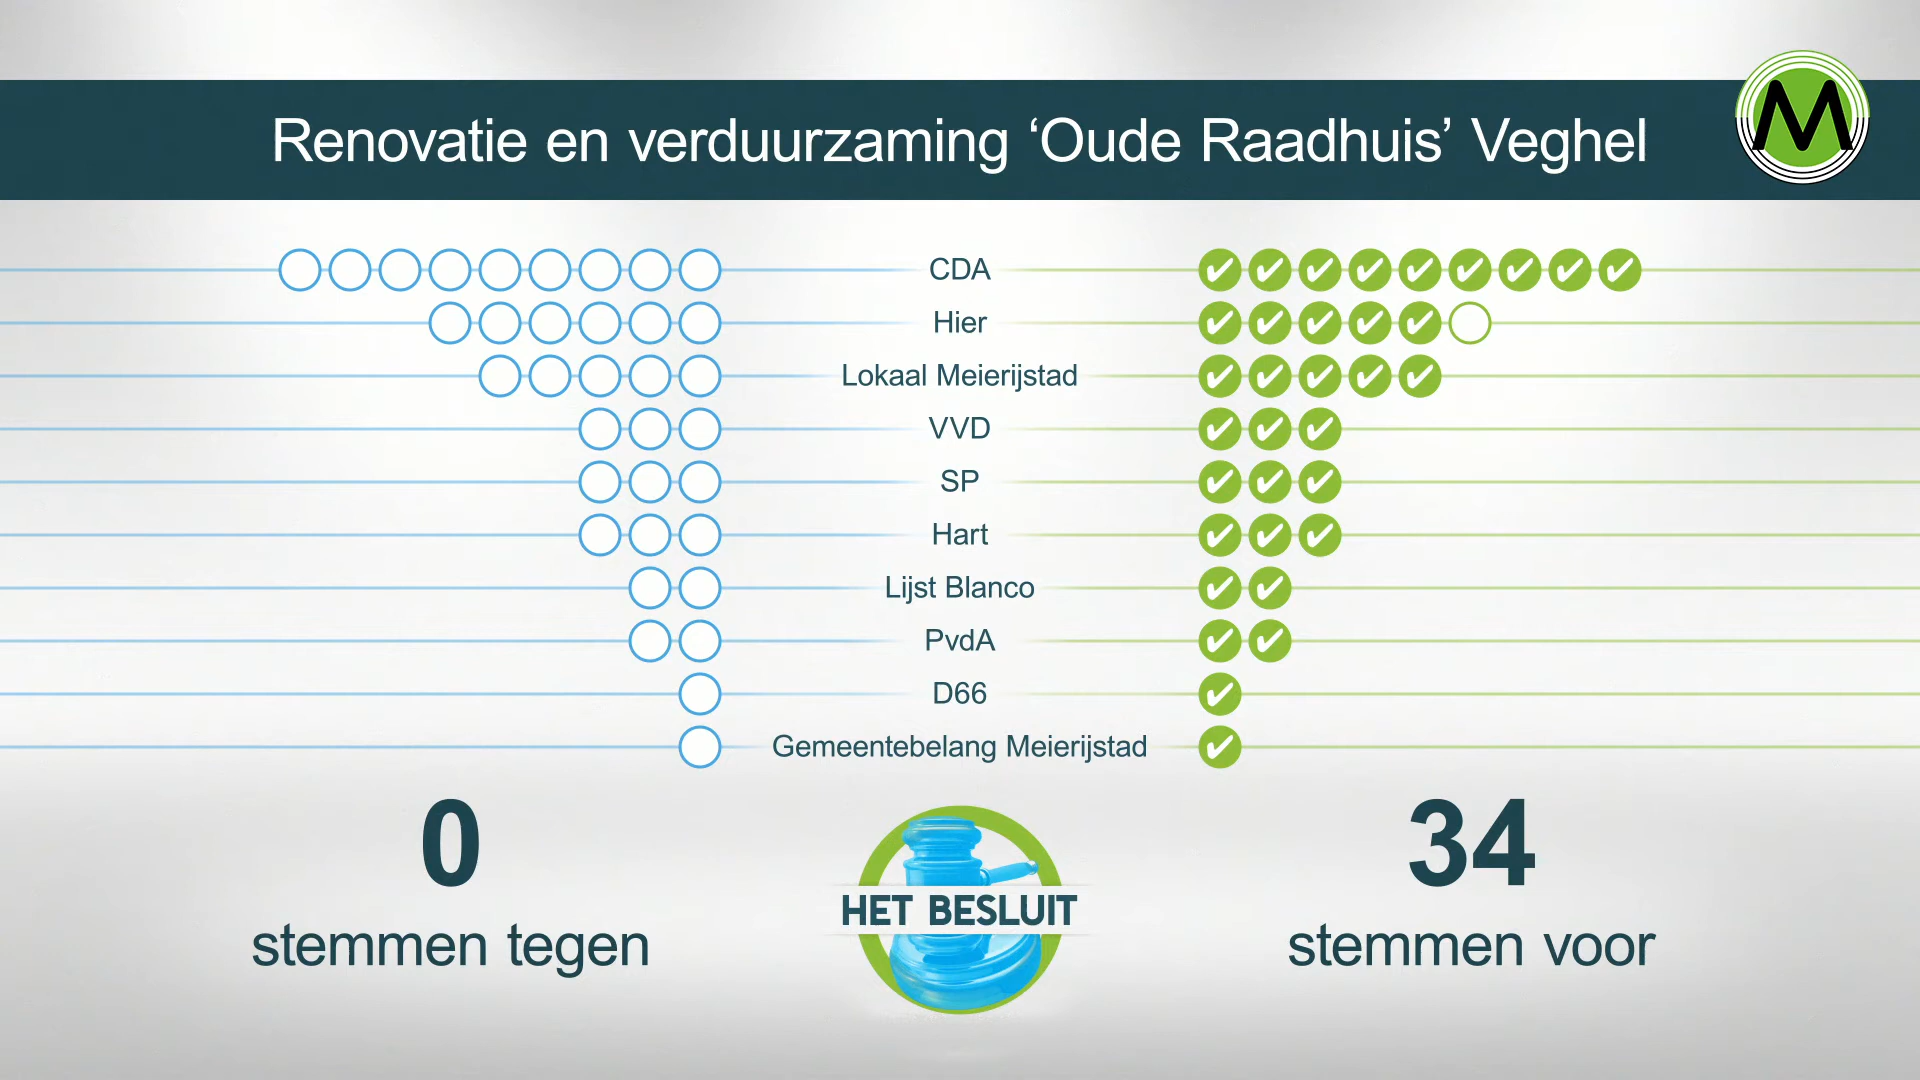 Renovatie en verduurzaming ‘Oude Raadhuis’ Veghel
M
CDA
Hier
Lokaal Meierijstad
VVD
SP
Hart
Lijst Blanco
PvdA
D66
Gemeentebelang Meierijstad
0
stemmen tegen
HET BESLUIT
34
stemmen voor